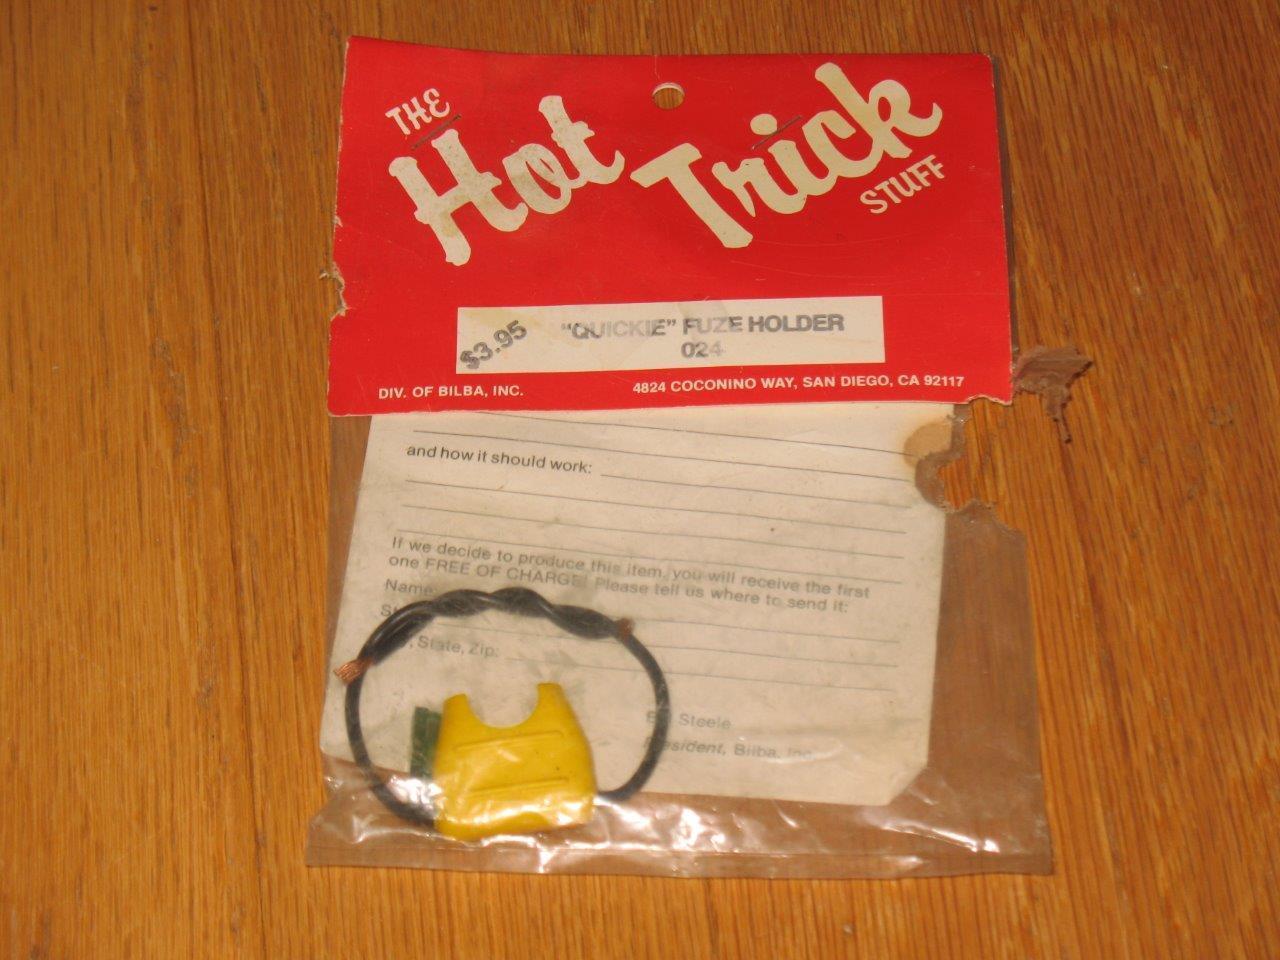 THE
Hot Trick
STUFF
$3.95
"QUICKIE" FUZE HOLDER
024
DIV. OF BILBA, INC.
4824 COCONINO WAY, SAN DIEGO, CA 92117
and how it should work:
If we decide to produce this item, you will receive the first
one FREE OF CHARGE! Please tell us where to send it:
Name:
State, Zip:
Steele
President, Bilba, Inc.